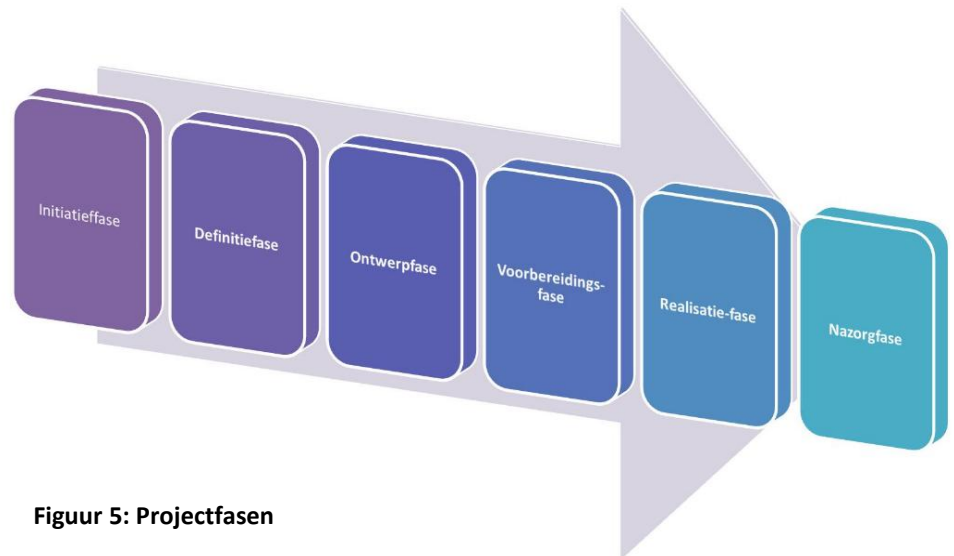 Initiatieffase
Definitiefase
Ontwerpfase
Voorbereidings-
fase
Realisatie-fase
Nazorgfase
Figuur 5: Projectfasen